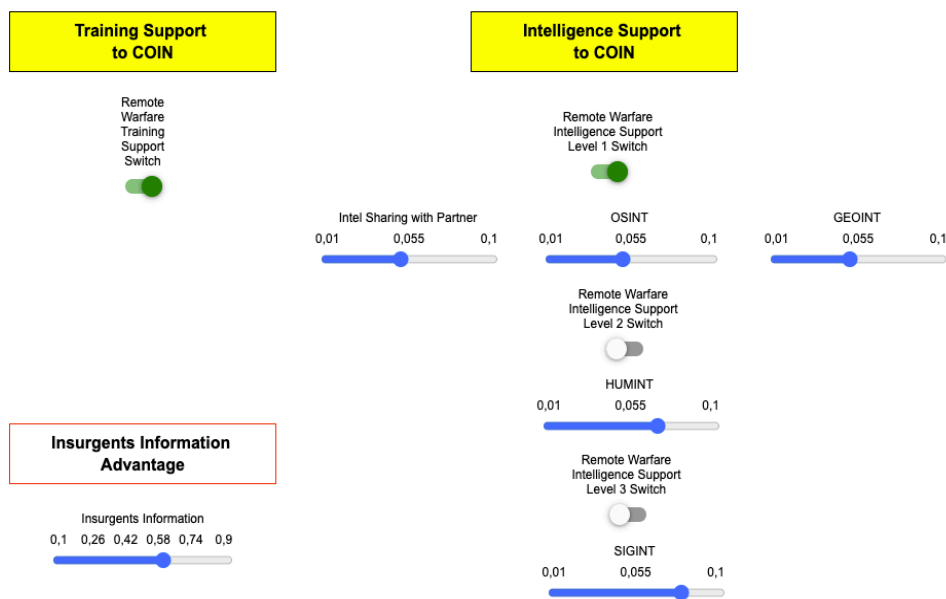 Training Support
to COIN
Intelligence Support
to COIN
Remote
Warfare
Training
Support
Switch
Remote Warfare
Intelligence Support
Level 1 Switch
Intel Sharing with Partner
0,01 0,055 0,1
OSINT
0,01 0,055 0,1
GEOINT
0,01 0,055 0,1
Remote Warfare
Intelligence Support
Level 2 Switch
HUMINT
0,01 0,055 0,1
Insurgents Information
Advantage
Remote Warfare
Intelligence Support
Level 3 Switch
Insurgents Information
0,1 0,26 0,42 0,58 0,74 0,9
SIGINT
0,01 0,055 0,1